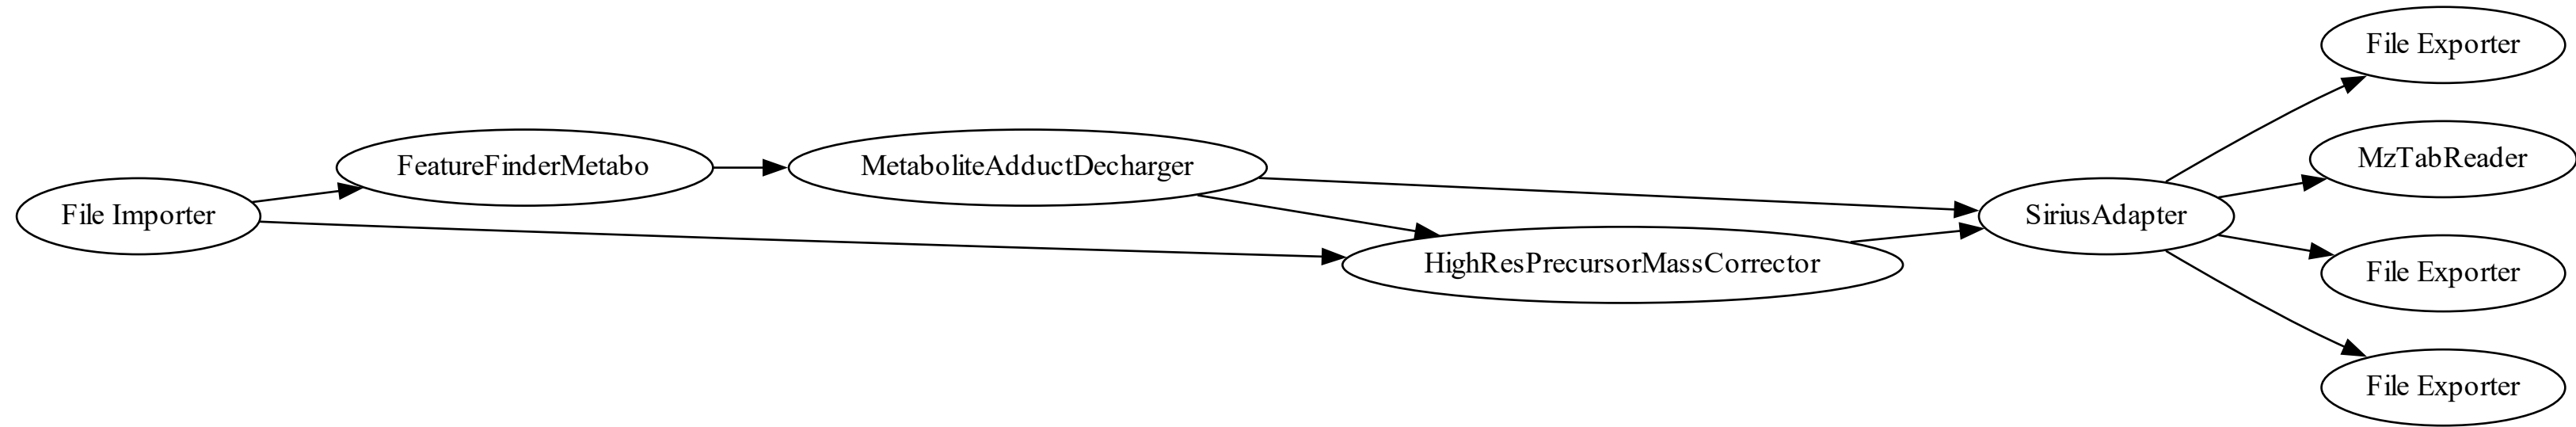 File Importer
FeatureFinderMetabo
MetaboliteAdductDecharger
HighResPrecursorMassCorrector
SiriusAdapter
File Exporter
MzTabReader
File Exporter
File Exporter